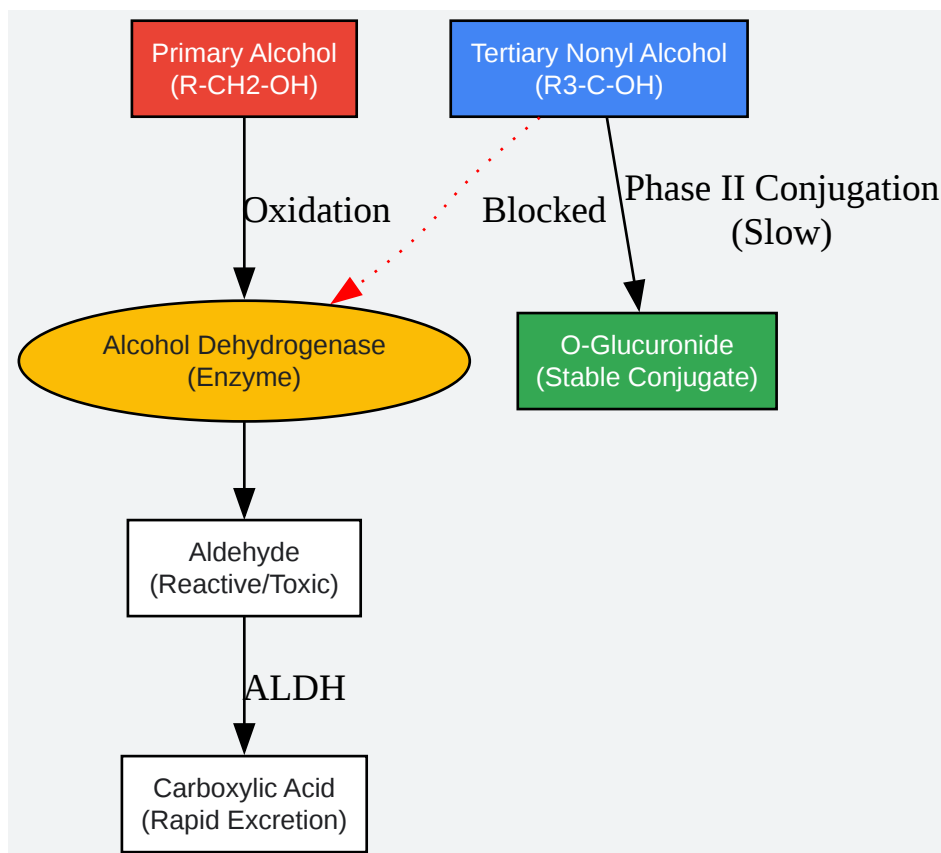 Primary Alcohol
(R-CH2-OH)
Tertiary Nonyl Alcohol
(R3-C-OH)
Oxidation
Blocked
Phase II Conjugation
(Slow)
Alcohol Dehydrogenase
(Enzyme)
O-Glucuronide
(Stable Conjugate)
Aldehyde
(Reactive/Toxic)
ALDH
Carboxylic Acid
(Rapid Excretion)